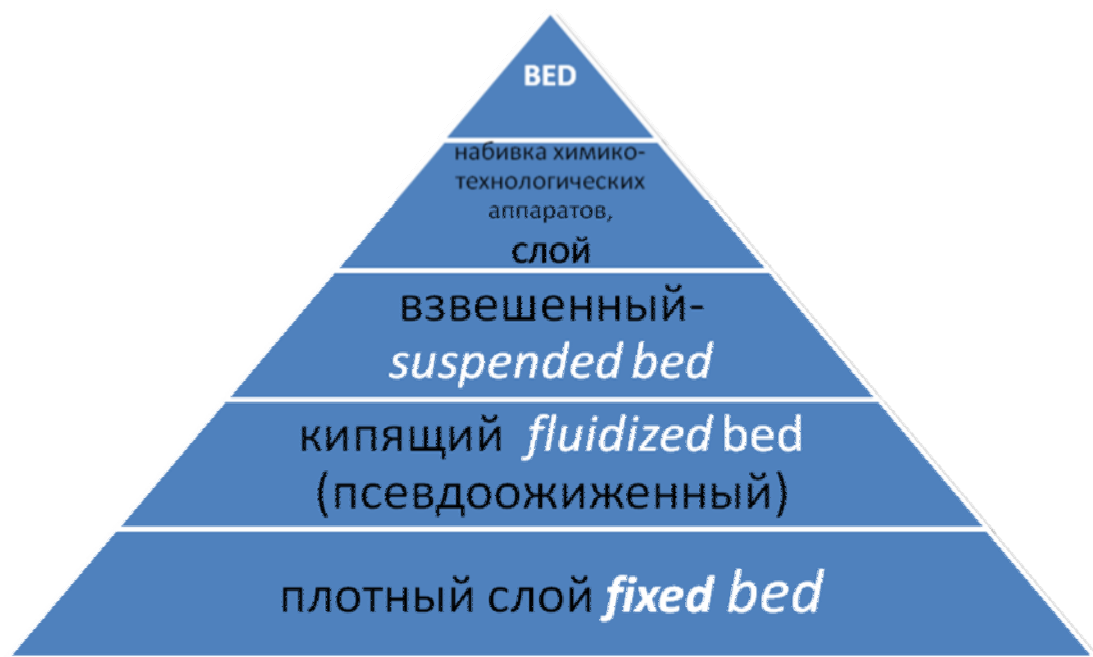 BED
набивка химико-
технологических
аппаратов,
слой
взвешенный-
suspended bed
кипящий fluidized bed
(псевдоожиженный)
плотный слой fixed bed